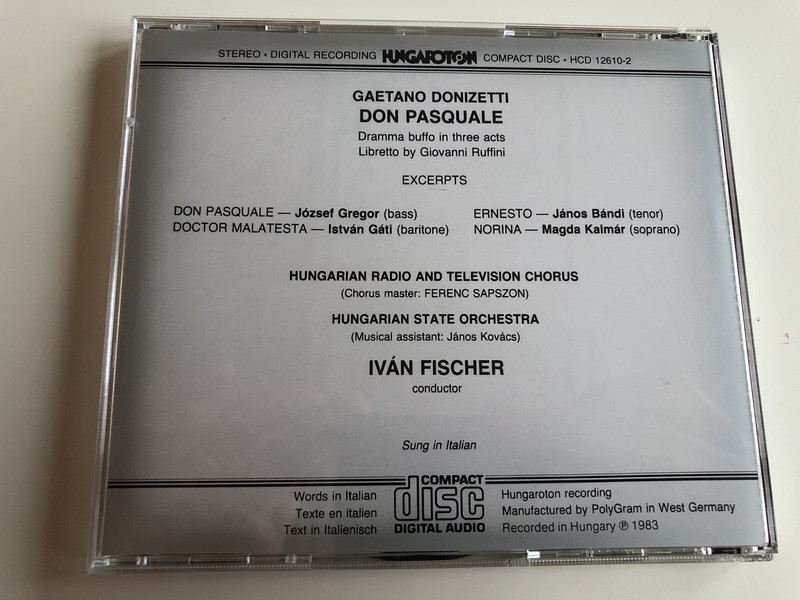 STEREO • DIGITAL RECORDING HUNGAROTON COMPACT DISC • HCD 12610-2
GAETANO DONIZETTI
DON PASQUALE
Dramma buffo in three acts
Libretto by Giovanni Ruffini
EXCERPTS
DON PASQUALE — József Gregor (bass) ERNESTO — János Bándi (tenor)
DOCTOR MALATESTA — István Gáti (baritone) NORINA — Magda Kalmár (soprano)
HUNGARIAN RADIO AND TELEVISION CHORUS
(Chorus master: FERENC SAPSZON)
HUNGARIAN STATE ORCHESTRA
(Musical assistant: János Kovács)
IVÁN FISCHER
conductor
Sung in Italian
Words in Italian
Texte en italien
Text in Italienisch
COMPACT
disc
DIGITAL AUDIO
Hungaroton recording
Manufactured by PolyGram in West Germany
Recorded in Hungary ℗ 1983